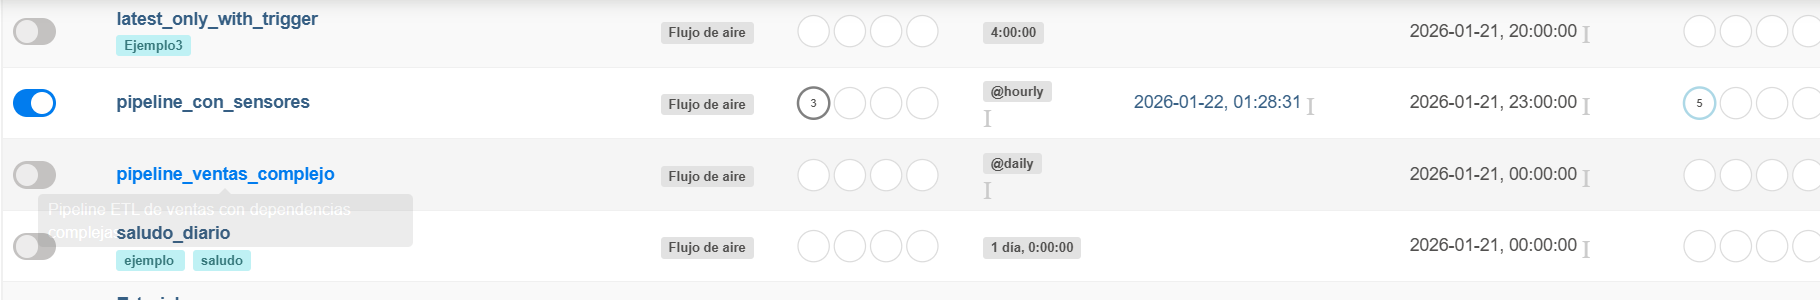 latest_only_with_trigger
Ejemplo3
Flujo de aire
4:00:00
2026-01-21, 20:00:00
pipeline_con_sensores
Flujo de aire
3
@hourly
2026-01-22, 01:28:31
2026-01-21, 23:00:00
5
pipeline_ventas_complejo
Flujo de aire
@daily
2026-01-21, 00:00:00
Pipeline ETL de ventas con dependencias
complejas
saludo_diario
ejemplo saludo
Flujo de aire
1 día, 0:00:00
2026-01-21, 00:00:00